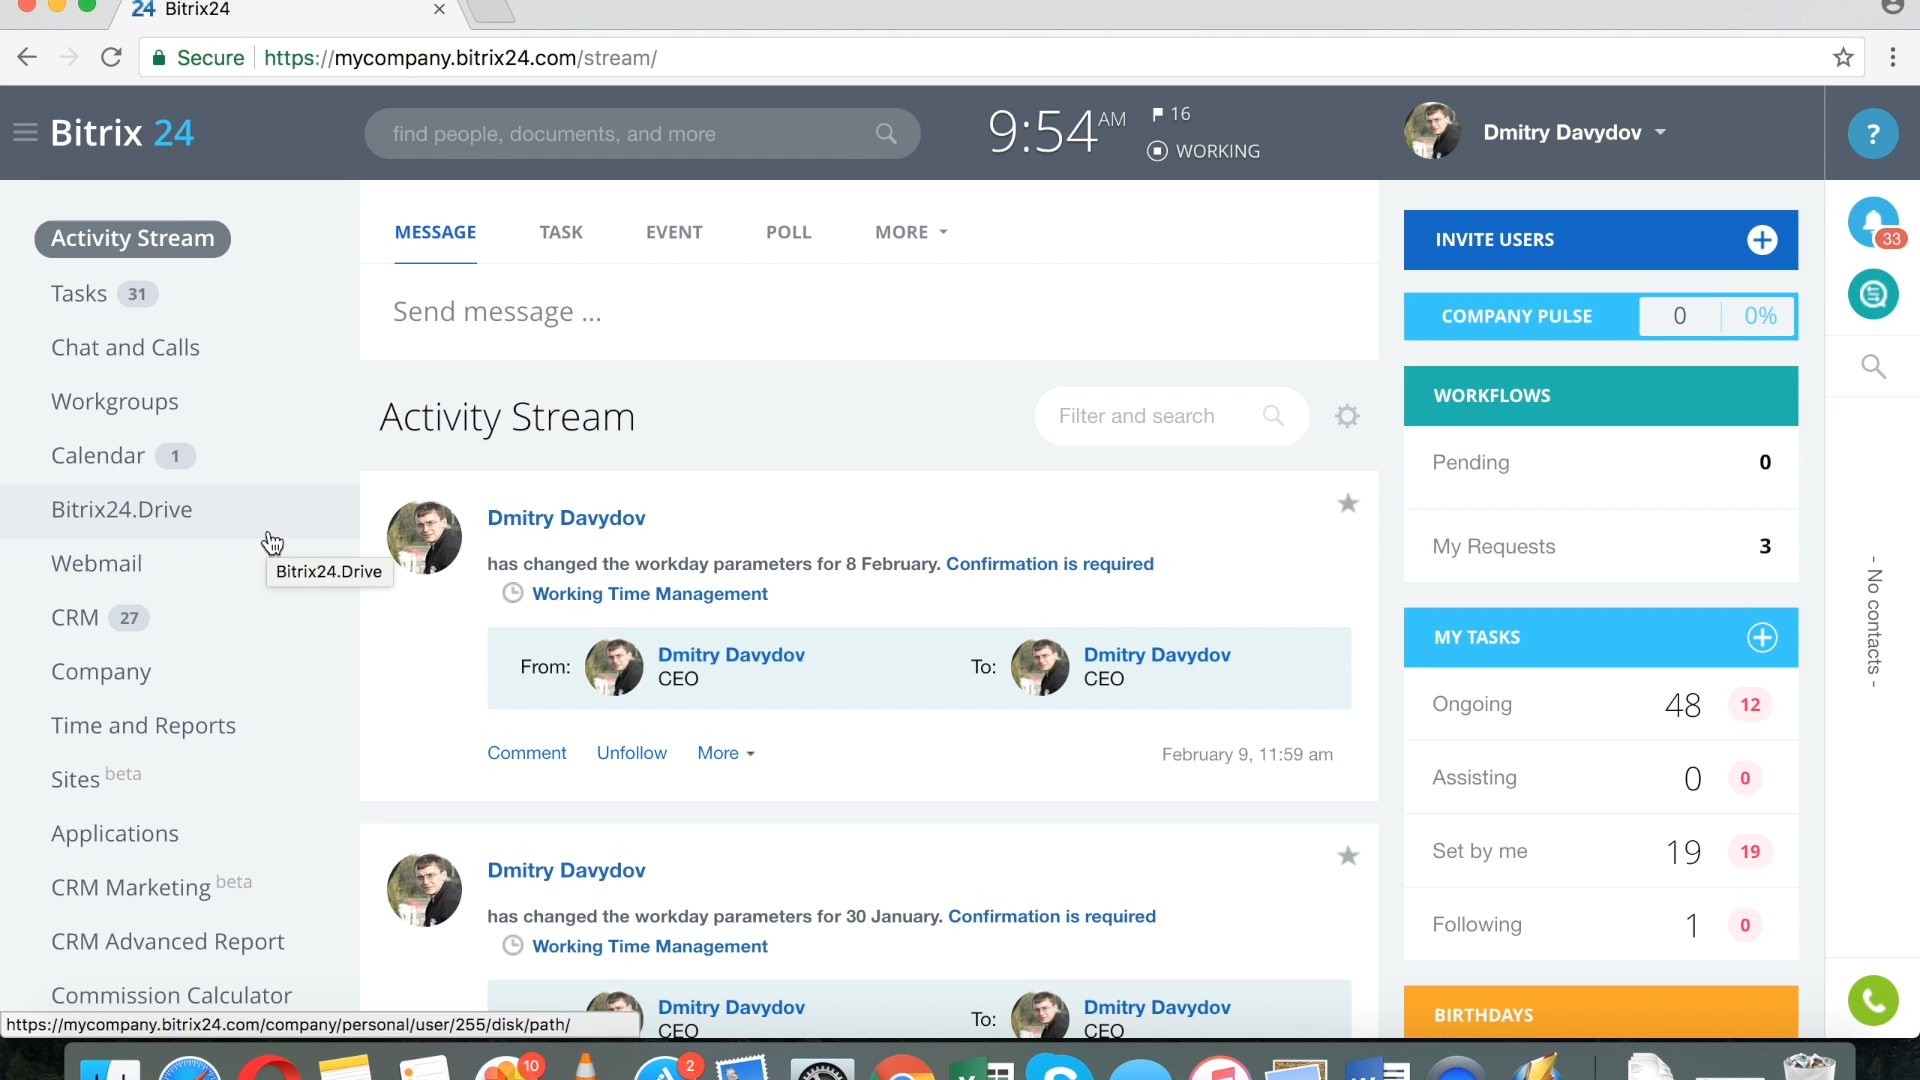 24 Bitrix24
Secure https://mycompany.bitrix24.com/stream/
Bitrix 24
find people, documents, and more
9:54 AM
16
WORKING
Dmitry Davydov
?
Activity Stream
Tasks 31
Chat and Calls
Workgroups
Calendar 1
Bitrix24.Drive
Webmail
Bitrix24.Drive
CRM 27
Company
Time and Reports
Sites beta
Applications
CRM Marketing beta
CRM Advanced Report
Commission Calculator
https://mycompany.bitrix24.com/company/personal/user/255/disk/path/
MESSAGE TASK EVENT POLL MORE
Send message ...
Activity Stream
Filter and search
Dmitry Davydov
has changed the workday parameters for 8 February. Confirmation is required
Working Time Management
From: Dmitry Davydov
CEO
To: Dmitry Davydov
CEO
Comment Unfollow More
February 9, 11:59 am
Dmitry Davydov
has changed the workday parameters for 30 January. Confirmation is required
Working Time Management
Dmitry Davydov
CEO
To: Dmitry Davydov
CEO
INVITE USERS
COMPANY PULSE 0 0%
WORKFLOWS
Pending 0
My Requests 3
MY TASKS
Ongoing 48 12
Assisting 0 0
Set by me 19 19
Following 1 0
BIRTHDAYS
33
- No contacts -
10
2